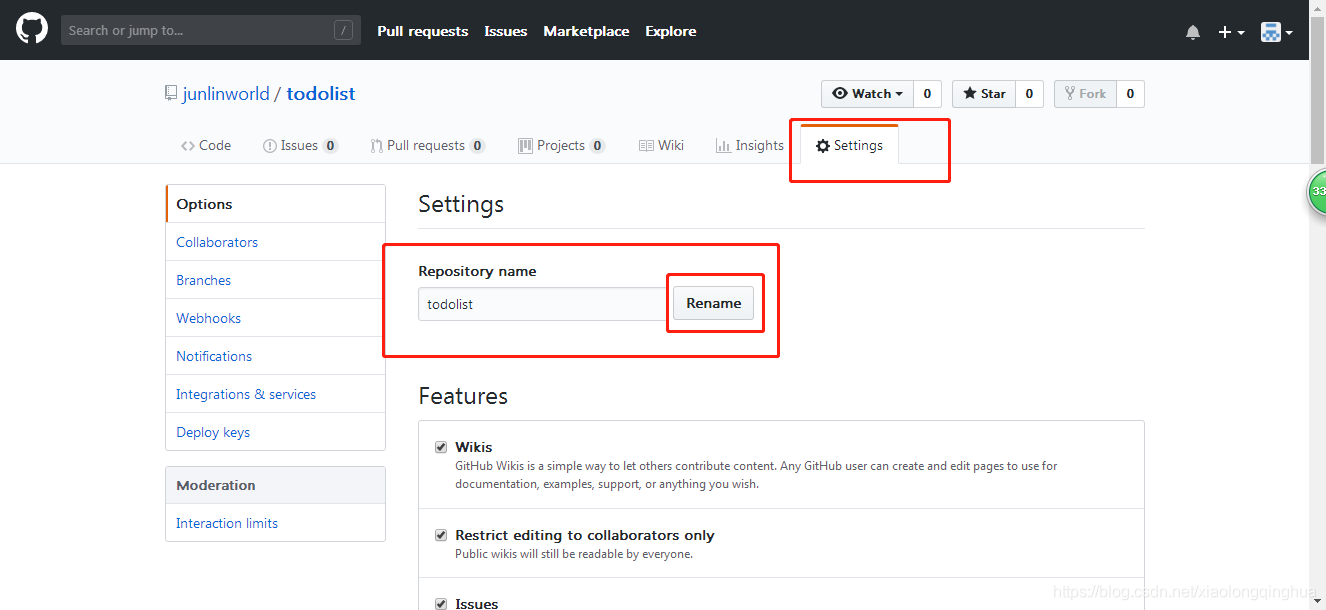 Search or jump to... /
Pull requests Issues Marketplace Explore
junlinworld / todolist
Watch 0 Star 0 Fork 0
Code Issues 0 Pull requests 0 Projects 0 Wiki Insights Settings
Options
Collaborators
Branches
Webhooks
Notifications
Integrations & services
Deploy keys
Moderation
Interaction limits
Settings
Repository name
todolist Rename
Features
Wikis
GitHub Wikis is a simple way to let others contribute content. Any GitHub user can create and edit pages to use for
documentation, examples, support, or anything you wish.
Restrict editing to collaborators only
Public wikis will still be readable by everyone.
Issues
33
https://blog.csdn.net/xiaolongqinghua